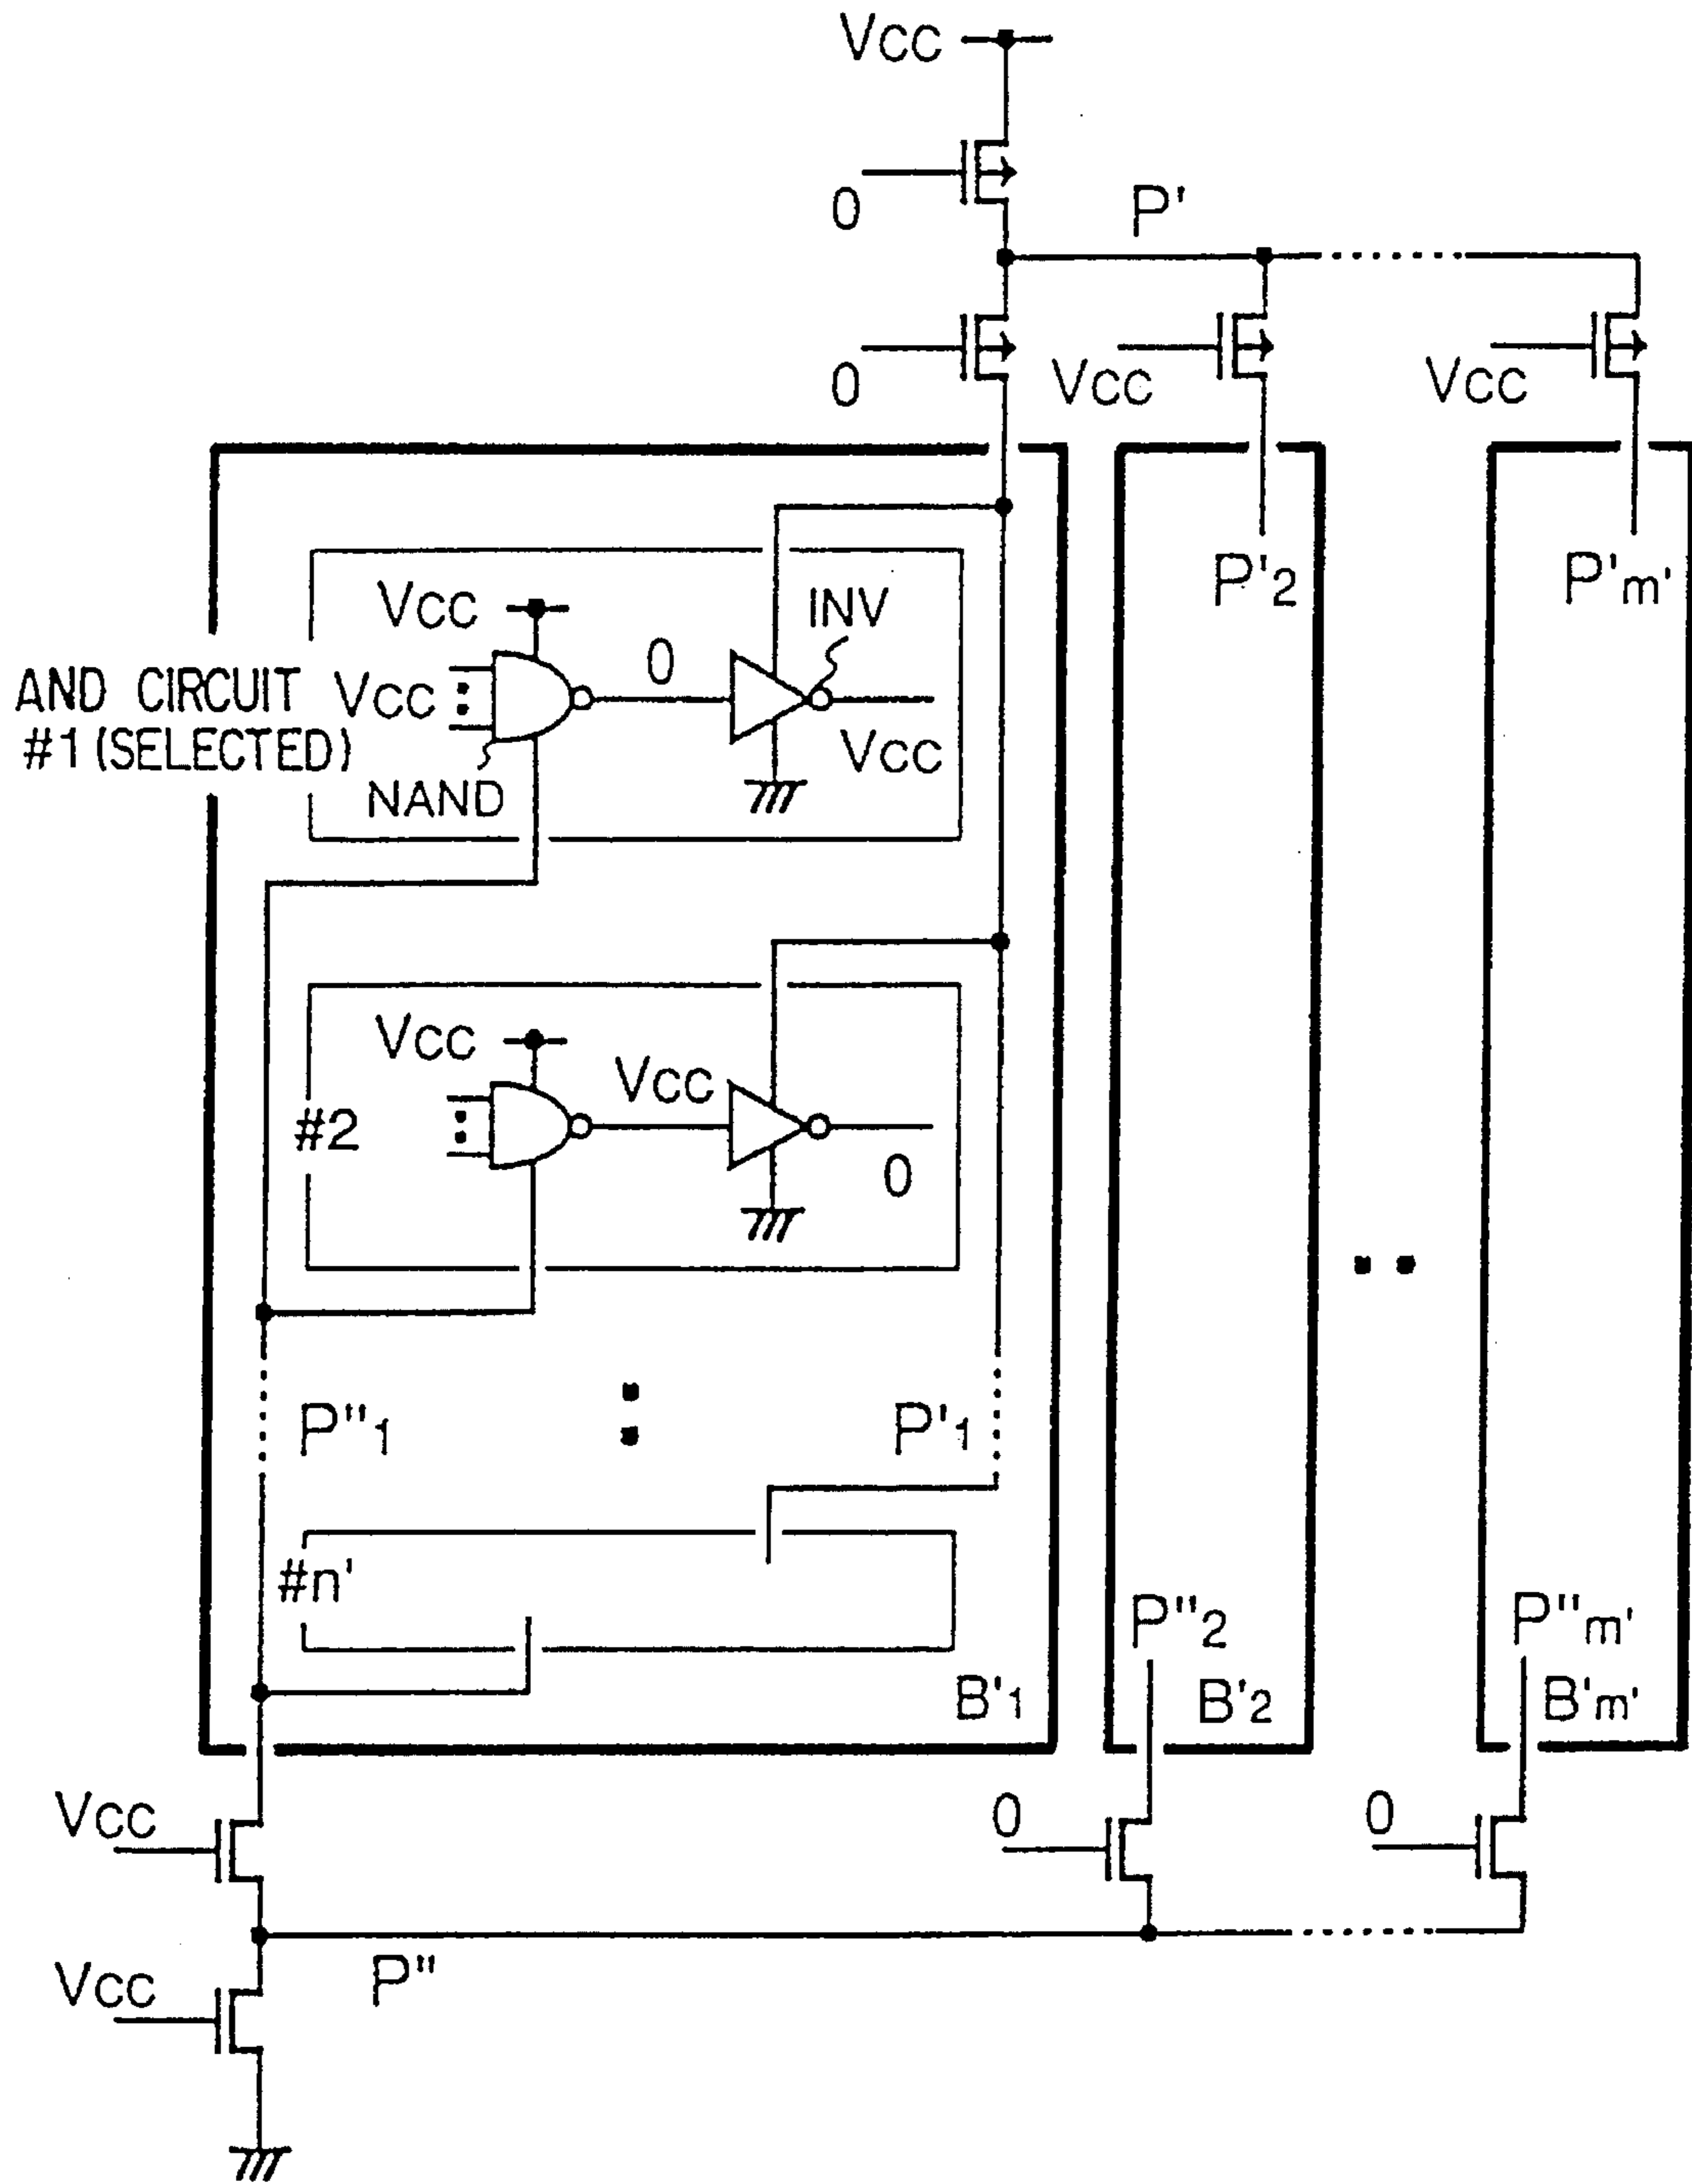 VCC
0
P'
0
VCC
VCC
P'2
P'm'
VCC
INV
0
AND CIRCUIT
#1 (SELECTED)
VCC
VCC
NAND
VCC
VCC
#2
0
P"1
P'1
#n'
P"2
P"m'
B'1
B'2
B'm'
VCC
0
0
P"
VCC